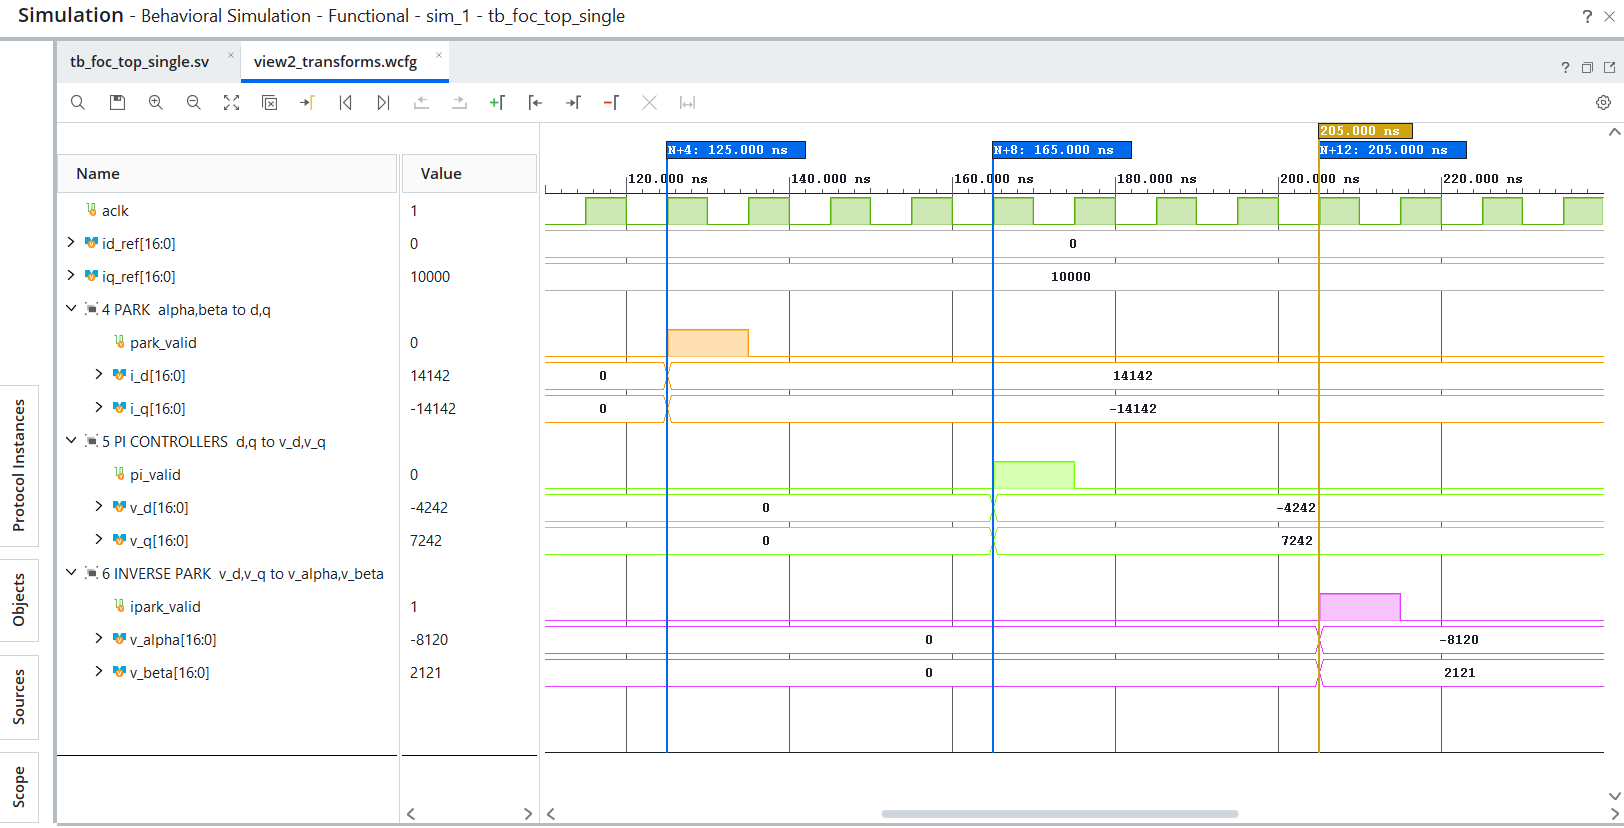 Simulation - Behavioral Simulation - Functional - sim_1 - tb_foc_top_single
? ×
tb_foc_top_single.sv × view2_transforms.wcfg ×
?
205.000 ns
N+4: 125.000 ns N+8: 165.000 ns N+12: 205.000 ns
Name Value
120.000 ns 140.000 ns 160.000 ns 180.000 ns 200.000 ns 220.000 ns
aclk 1
id_ref[16:0] 0 0
iq_ref[16:0] 10000 10000
4 PARK alpha,beta to d,q
park_valid 0
i_d[16:0] 14142 0 14142
i_q[16:0] -14142 0 -14142
5 PI CONTROLLERS d,q to v_d,v_q
pi_valid 0
v_d[16:0] -4242 0 -4242
v_q[16:0] 7242 0 7242
6 INVERSE PARK v_d,v_q to v_alpha,v_beta
ipark_valid 1
v_alpha[16:0] -8120 0 -8120
v_beta[16:0] 2121 0 2121
Protocol Instances
Objects
Sources
Scope